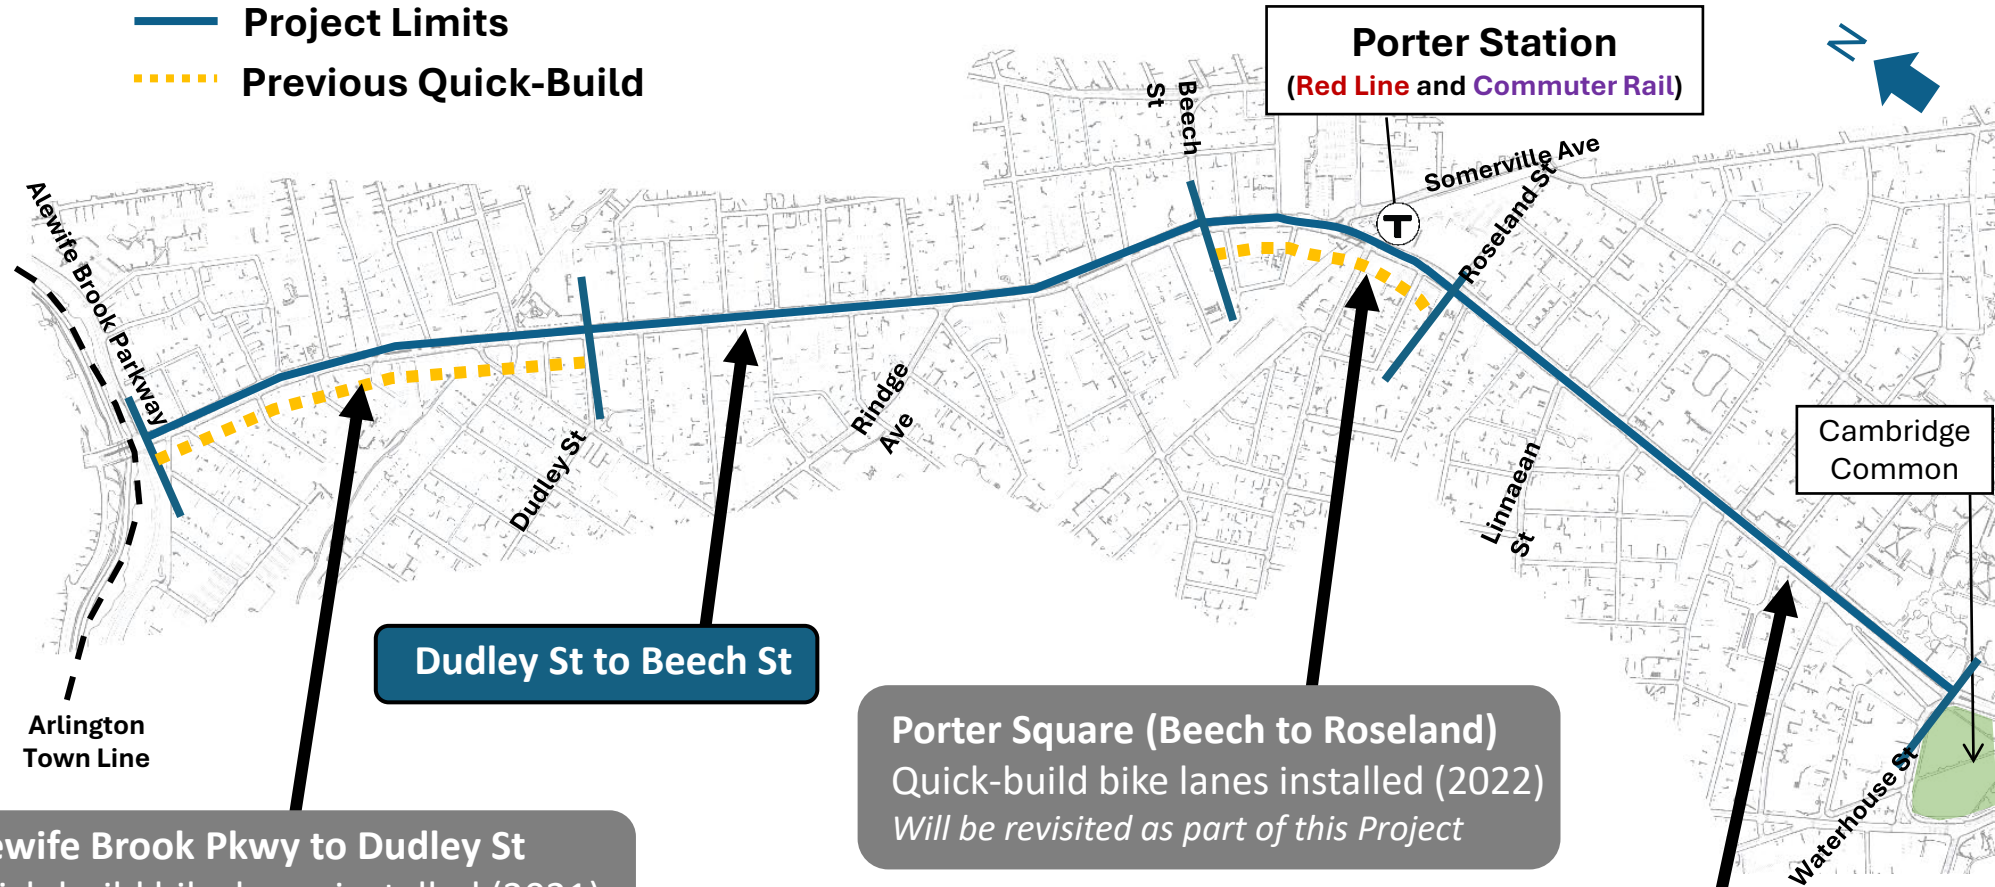 Project Limits
Previous Quick-Build
Porter Station
(Red Line and Commuter Rail)
N
Beech
St
Somerville Ave
Roseland St
T
Alewife Brook Parkway
Rindge
Ave
Dudley St
Linnaean
St
Cambridge
Common
Dudley St to Beech St
Arlington
Town Line
Porter Square (Beech to Roseland)
Quick-build bike lanes installed (2022)
Will be revisited as part of this Project
Waterhouse St
ewife Brook Pkwy to Dudley St